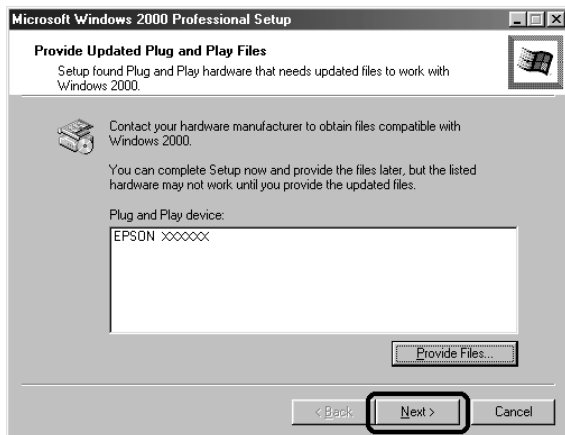 Microsoft Windows 2000 Professional Setup
Provide Updated Plug and Play Files
Setup found Plug and Play hardware that needs updated files to work with
Windows 2000.
Contact your hardware manufacturer to obtain files compatible with
Windows 2000.
You can complete Setup now and provide the files later, but the listed
hardware may not work until you provide the updated files.
Plug and Play device:
EPSON XXXXXX
Provide Files...
< Back
Next >
Cancel